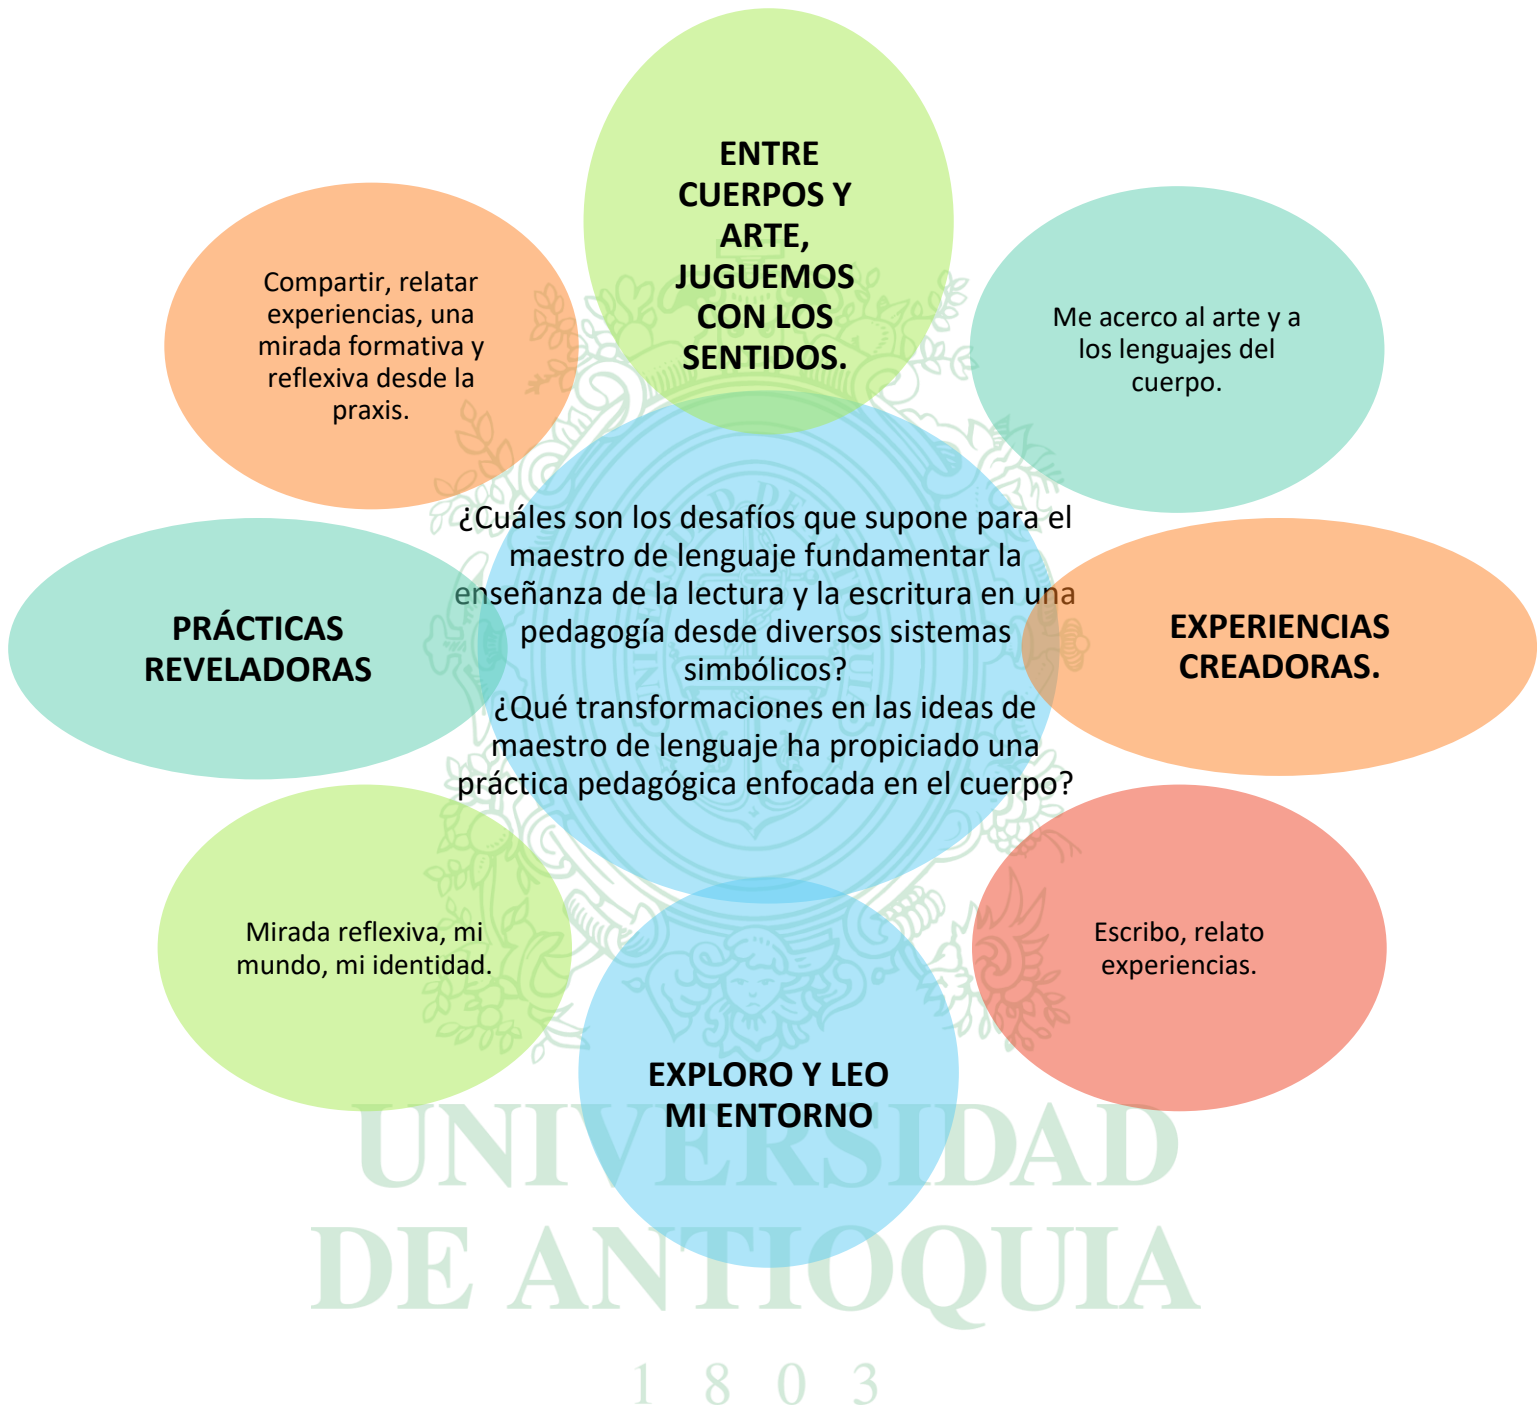 ENTRE
CUERPOS Y
ARTE,
JUGUEMOS
CON LOS
SENTIDOS.
Me acerco al arte y a
los lenguajes del
cuerpo.
EXPERIENCIAS
CREADORAS.
Escribo, relato
experiencias.
EXPLORO Y LEO
MI ENTORNO
Mirada reflexiva, mi
mundo, mi identidad.
PRÁCTICAS
REVELADORAS
Compartir, relatar
experiencias, una
mirada formativa y
reflexiva desde la
praxis.
¿Cuáles son los desafíos que supone para el
maestro de lenguaje fundamentar la
enseñanza de la lectura y la escritura en una
pedagogía desde diversos sistemas
simbólicos?
¿Qué transformaciones en las ideas de
maestro de lenguaje ha propiciado una
práctica pedagógica enfocada en el cuerpo?
UNIVERSIDAD
DE ANTIOQUIA
1 8 0 3